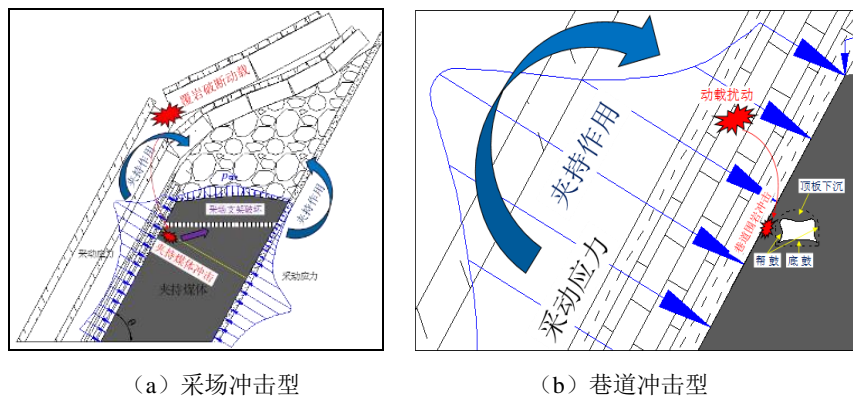 覆岩破断动载
夹持作用
夹持作用
采场支架破坏
采动应力
夹持煤体冲击
采动应力
夹持煤体
θ
夹持作用
动载扰动
采动应力
巷道围岩冲击
顶板下沉
帮鼓
底鼓
（a）采场冲击型
（b）巷道冲击型